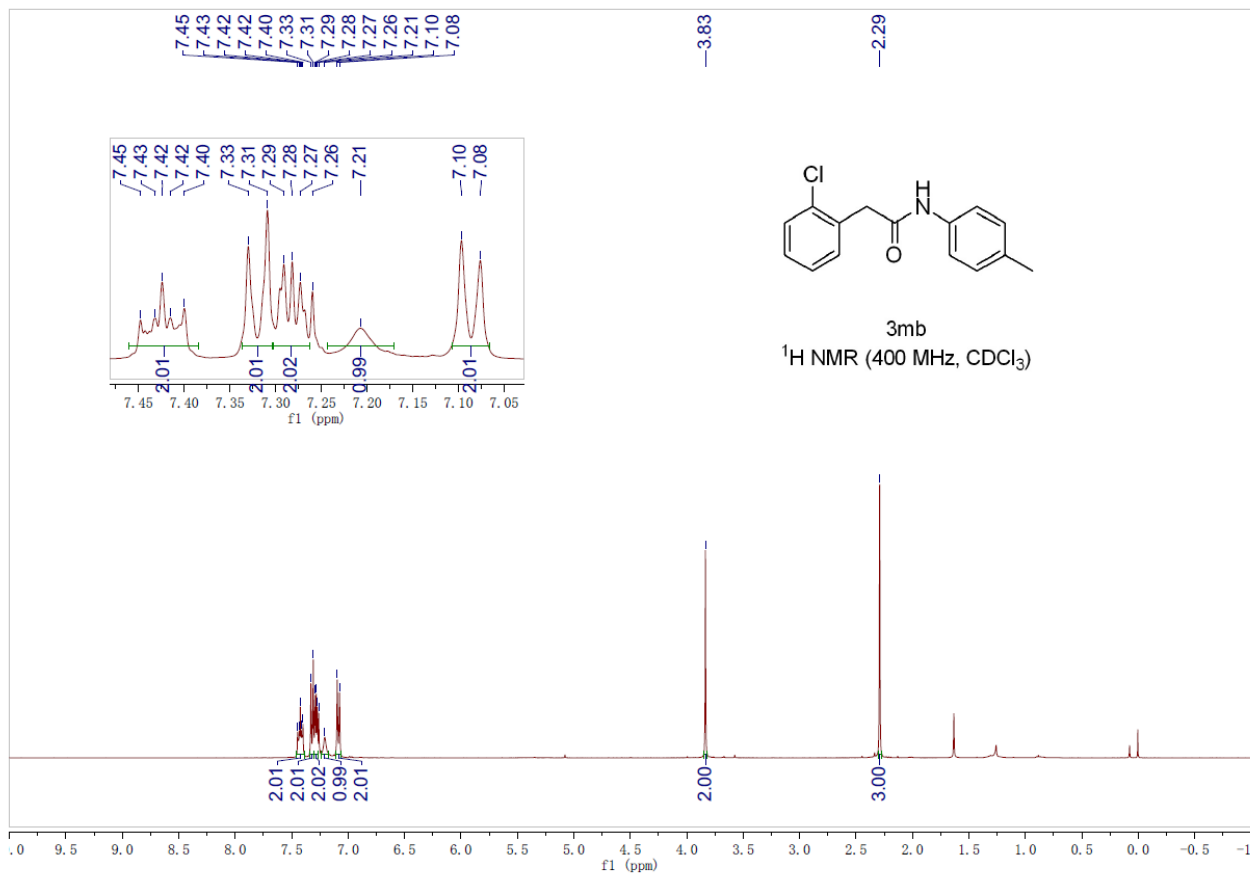 7.45 7.43 7.42 7.42 7.40 7.33 7.31 7.29 7.28 7.27 7.26 7.21 7.10 7.08 3.83 2.29
7.45 7.43 7.42 7.42 7.40 7.33 7.31 7.29 7.28 7.27 7.26 7.21 7.10 7.08
2.01 2.01 2.02 0.99 2.01
7.45 7.40 7.35 7.30 7.25 7.20 7.15 7.10 7.05
f1 (ppm)
Cl
H
N
O
3mb
¹H NMR (400 MHz, CDCl₃)
2.01 2.01 2.02 0.99 2.01 2.00 3.00
.0 9.5 9.0 8.5 8.0 7.5 7.0 6.5 6.0 5.5 5.0 4.5 4.0 3.5 3.0 2.5 2.0 1.5 1.0 0.5 0.0 -0.5 -1
f1 (ppm)